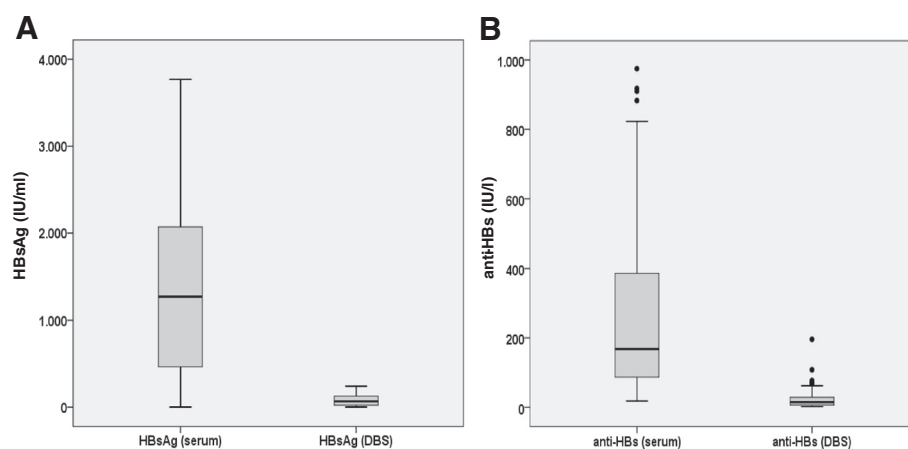 A
HBsAg (IU/ml)
4.000
3.000
2.000
1.000
0
HBsAg (serum) HBsAg (DBS)
B
anti-HBs (IU/l)
1.000
800
600
400
200
0
anti-HBs (serum) anti-HBs (DBS)